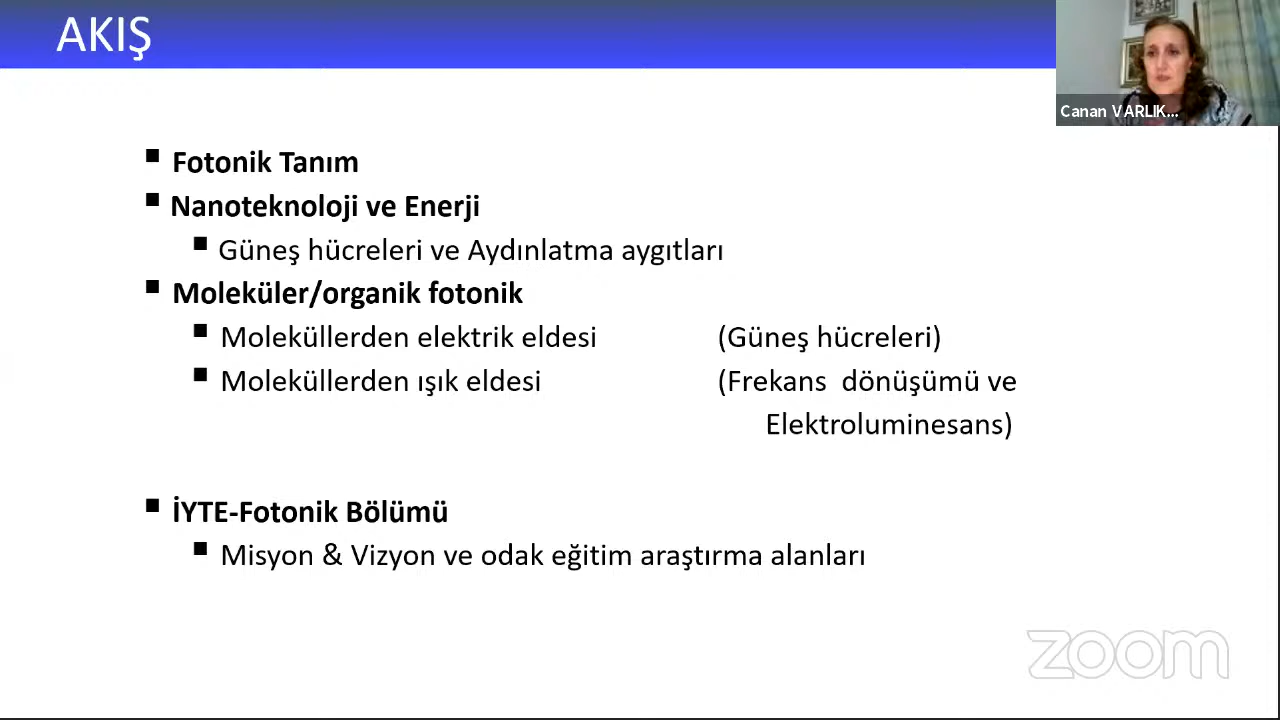 AKIŞ
Canan VARLIK...
Fotonik Tanım
Nanoteknoloji ve Enerji
Güneş hücreleri ve Aydınlatma aygıtları
Moleküler/organik fotonik
Moleküllerden elektrik eldesi (Güneş hücreleri)
Moleküllerden ışık eldesi (Frekans dönüşümü ve
Elektroluminesans)
İYTE-Fotonik Bölümü
Misyon & Vizyon ve odak eğitim araştırma alanları
zoom